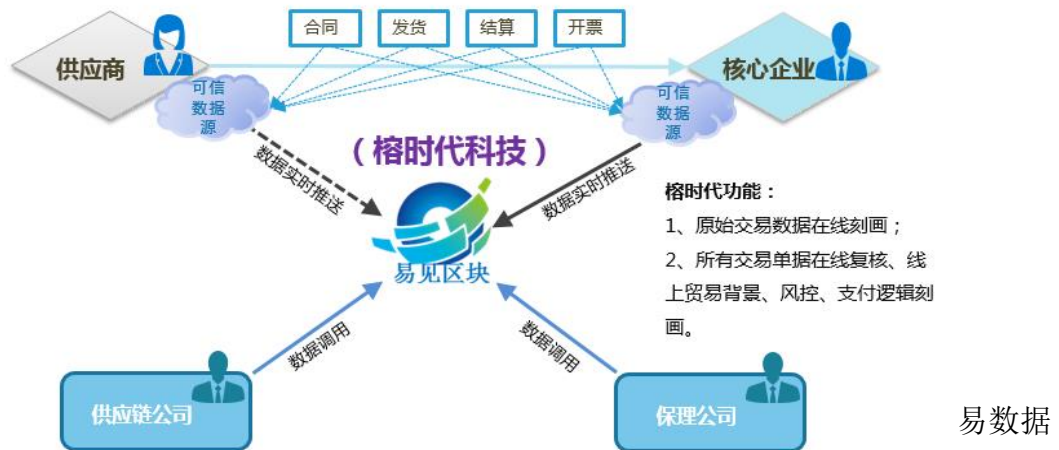 合同
发货
结算
开票
供应商
核心企业
可信
数据
源
可信
数据
源
（榕时代科技）
数据实时推送
数据实时推送
榕时代功能：
1、原始交易数据在线刻画；
2、所有交易单据在线复核、线
上贸易背景、风控、支付逻辑刻
画。
易见区块
数据调用
数据调用
供应链公司
保理公司
易数据